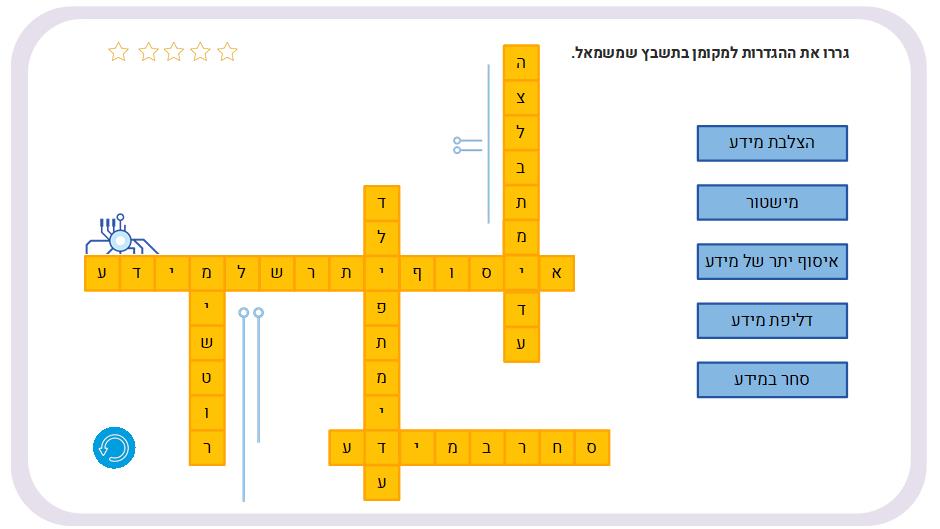 גררו את ההגדרות למקומן בתשבץ שמשמאל.
הצלבת מידע
מישטור
איסוף יתר של מידע
דליפת מידע
סחר במידע
ה
צ
ל
ב
ת
מ
י
ד
ע
ד
ל
י
פ
ת
מ
י
ד
ע
א י ס ו ף י ת ר ש ל מ י ד ע
מ
י
ש
ט
ו
ר
ס ח ר ב מ י ד ע